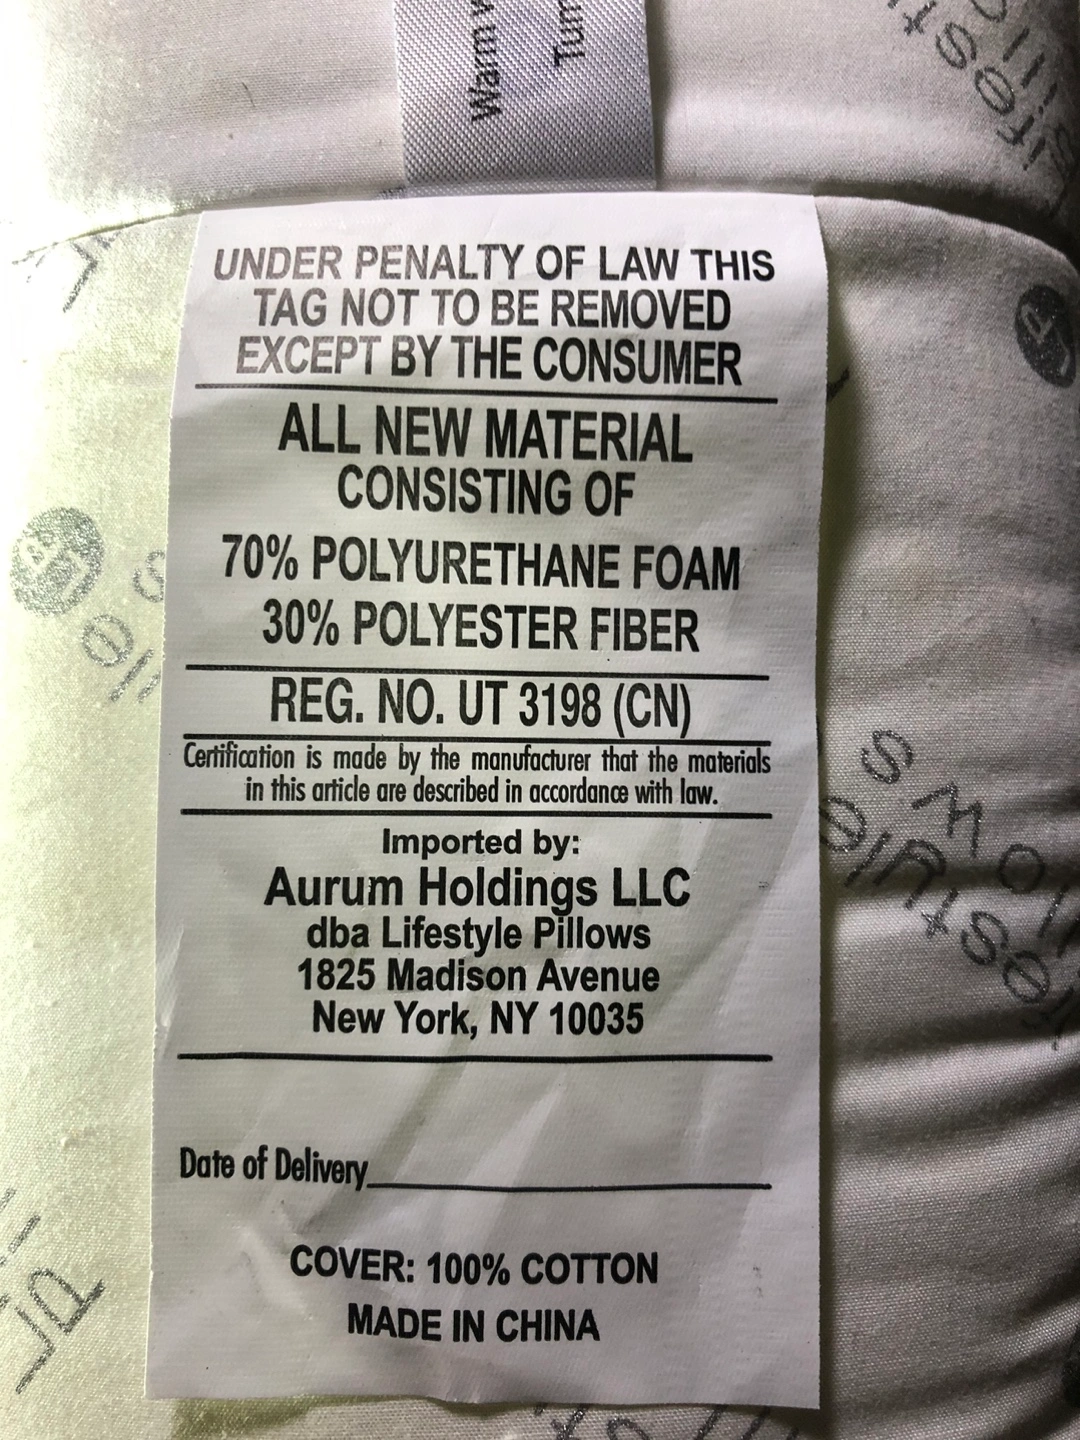 Warm
UNDER PENALTY OF LAW THIS
TAG NOT TO BE REMOVED
EXCEPT BY THE CONSUMER
ALL NEW MATERIAL
CONSISTING OF
70% POLYURETHANE FOAM
30% POLYESTER FIBER
REG. NO. UT 3198 (CN)
Certification is made by the manufacturer that the materials
in this article are described in accordance with law.
Imported by:
Aurum Holdings LLC
dba Lifestyle Pillows
1825 Madison Avenue
New York, NY 10035
Date of Delivery
COVER: 100% COTTON
MADE IN CHINA